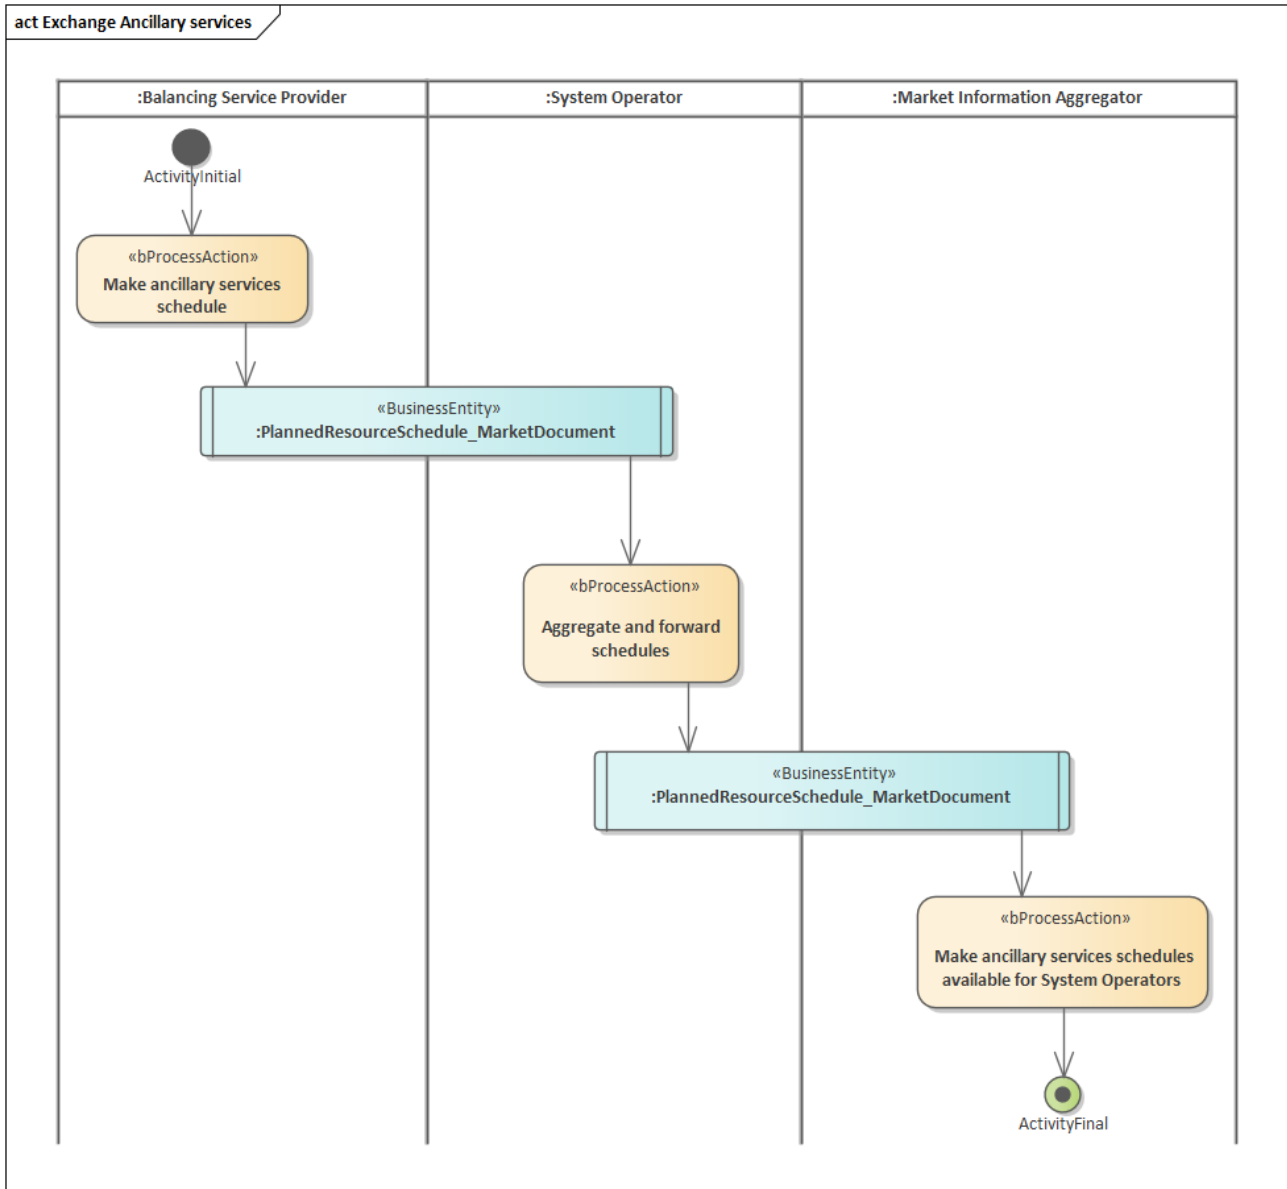 act Exchange Ancillary services
:Balancing Service Provider
:System Operator
:Market Information Aggregator
ActivityInitial
«bProcessAction»
Make ancillary services
schedule
«BusinessEntity»
:PlannedResourceSchedule_MarketDocument
«bProcessAction»
Aggregate and forward
schedules
«BusinessEntity»
:PlannedResourceSchedule_MarketDocument
«bProcessAction»
Make ancillary services schedules
available for System Operators
ActivityFinal